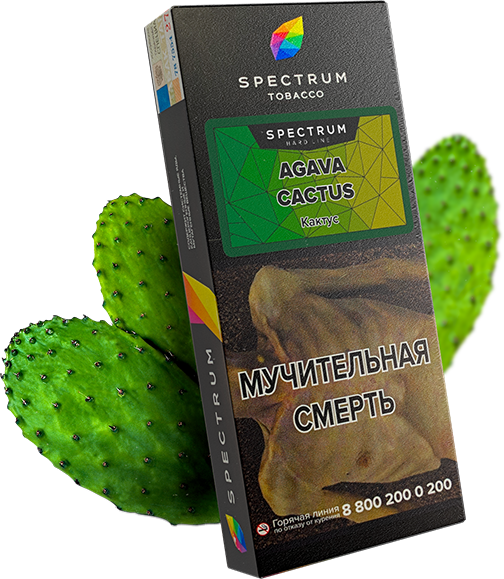 SPECTRUM
TOBACCO
SPECTRUM
HARD LINE
AGAVA
CACTUS
Кактус
МУЧИТЕЛЬНАЯ
СМЕРТЬ
Горячая линия
по отказу от курения
8 800 200 0 200
SPECTRUM